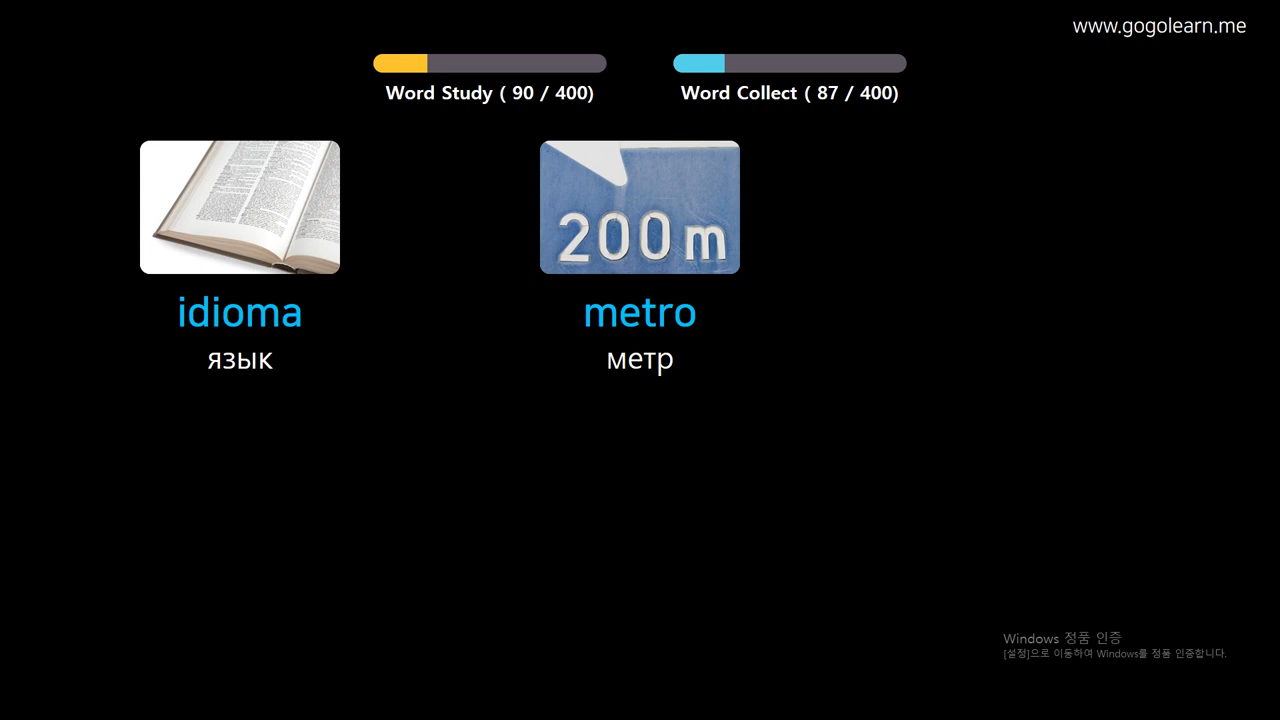 www.gogolearn.me
Word Study ( 90 / 400)
Word Collect ( 87 / 400)
200 m
idioma
metro
язык
метр
Windows 정품 인증
[설정]으로 이동하여 Windows를 정품 인증합니다.